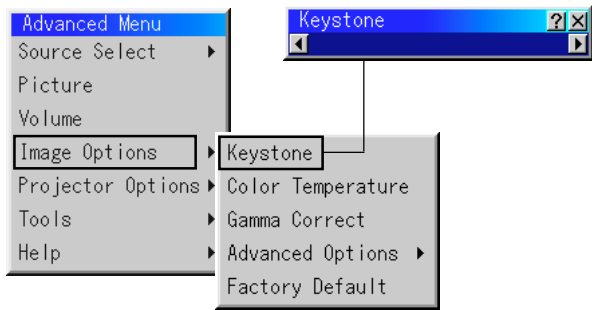 Advanced Menu
Source Select
Picture
Volume
Image Options
Projector Options
Tools
Help
Keystone
Color Temperature
Gamma Correct
Advanced Options
Factory Default
Keystone ?